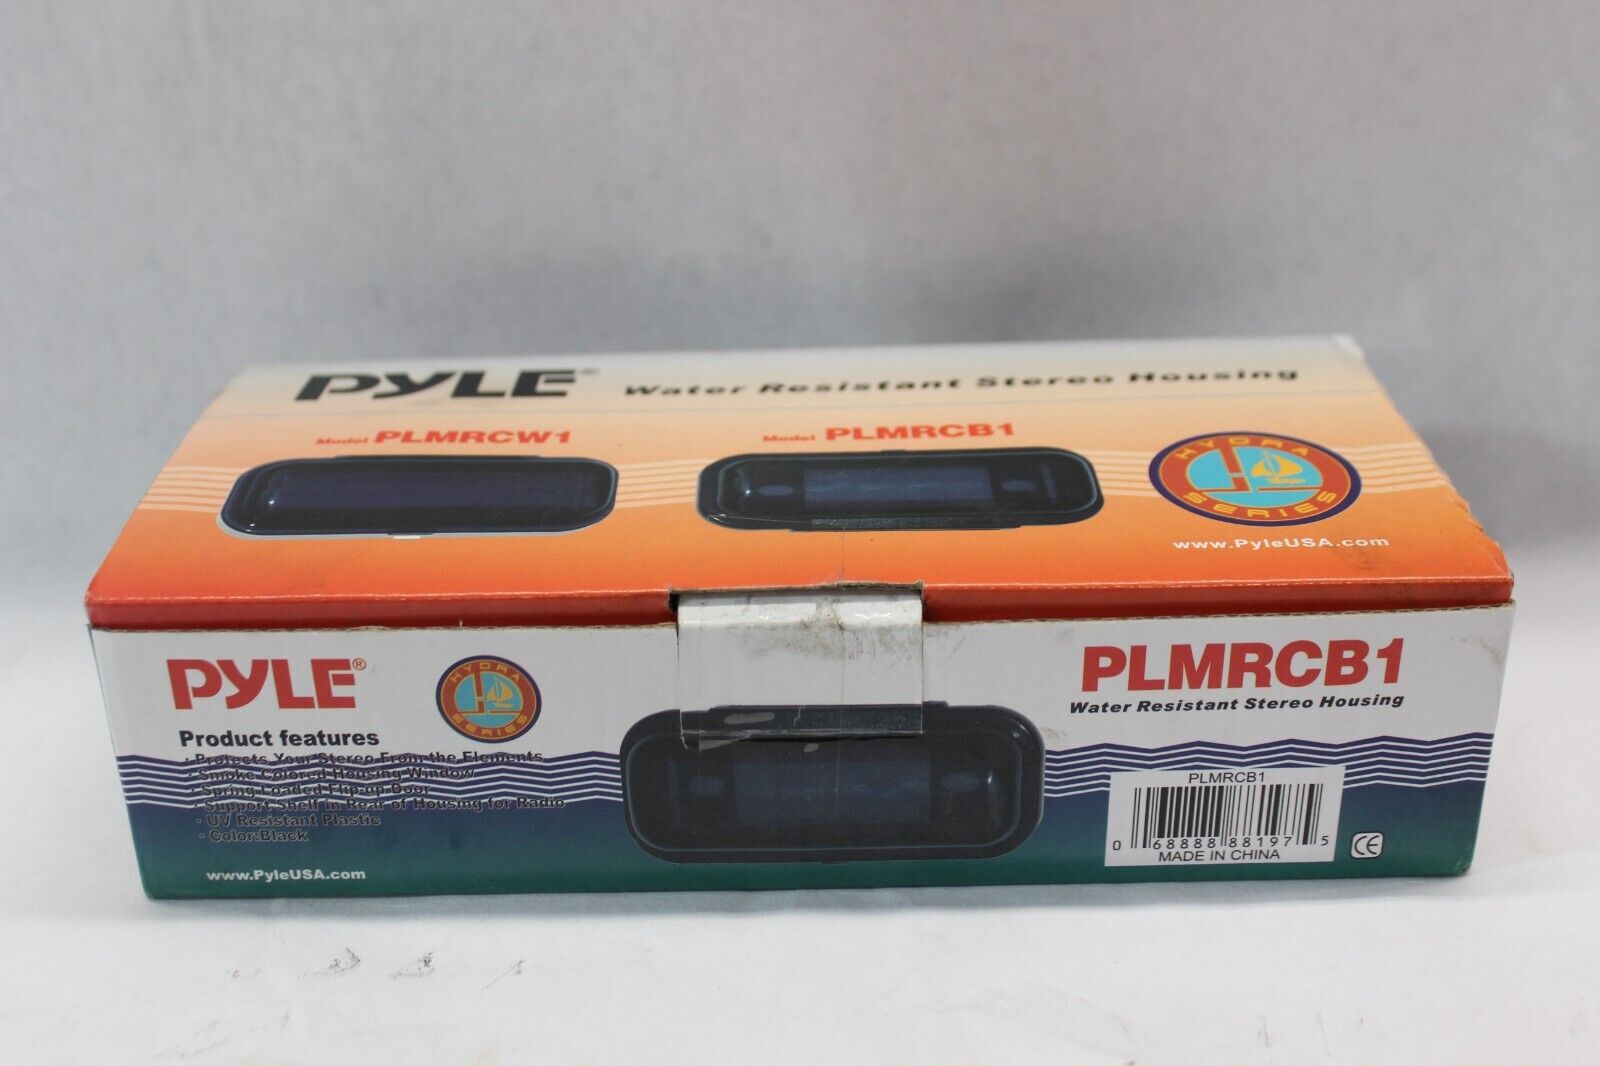 PYLE® Water Resistant Stereo Housing
Model PLMRCW1
Model PLMRCB1
HYDRA SERIES
www.PyleUSA.com
PYLE®
HYDRA SERIES
Product features
· Protects Your Stereo From the Elements
· Smoke Colored Housing Window
· Spring Loaded Flip-up Door
· Support Shelf in Rear of Housing for Radio
· UV Resistant Plastic
· Color:Black
www.PyleUSA.com
PLMRCB1
Water Resistant Stereo Housing
PLMRCB1
0 68888 88197 5
MADE IN CHINA
CE